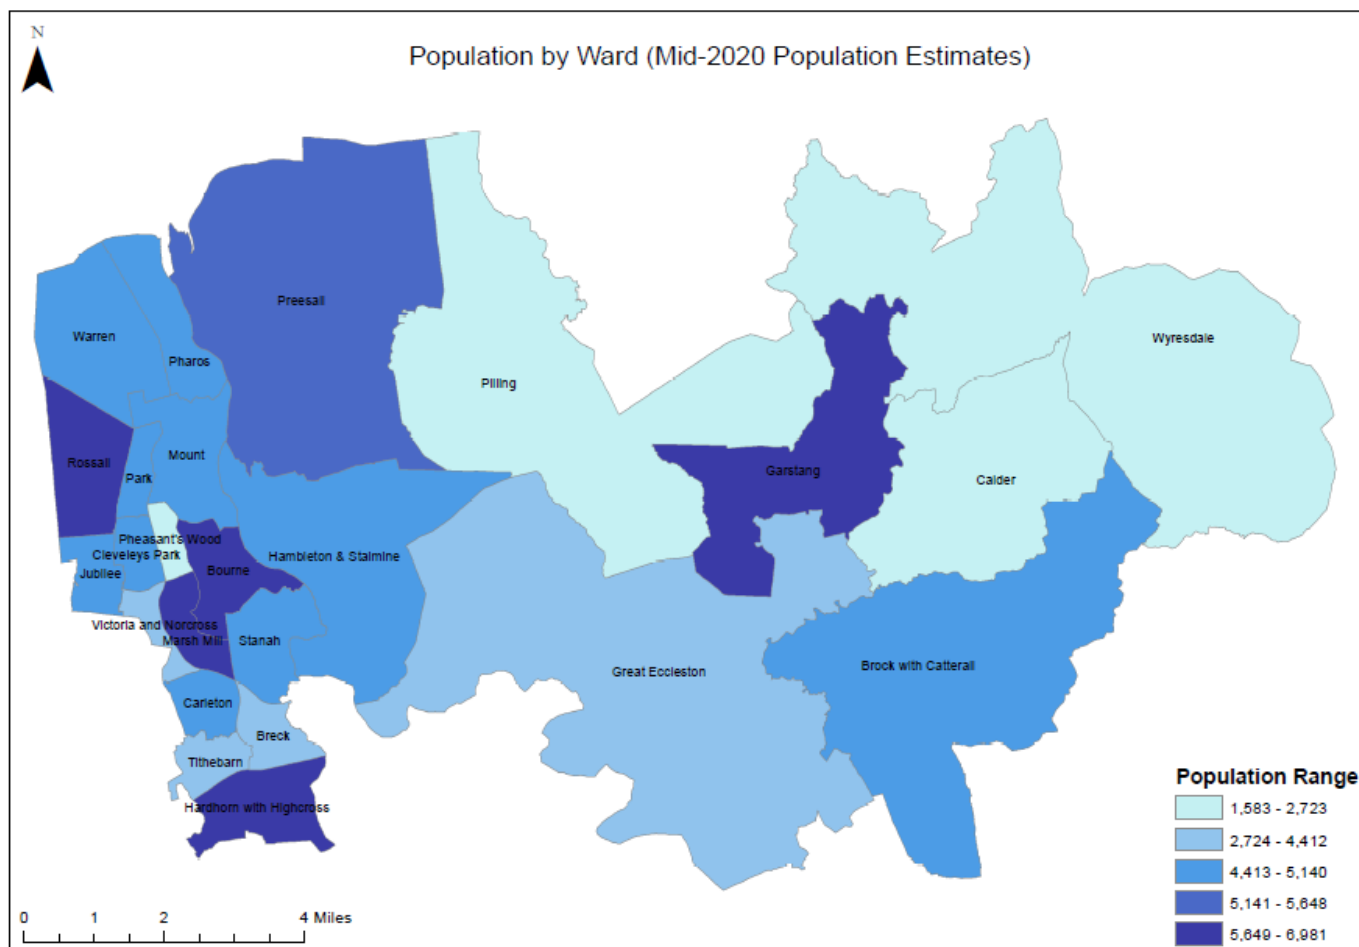 N
Population by Ward (Mid-2020 Population Estimates)
Preesall
Warren
Pharos
Wyresdale
Pilling
Rossall
Mount
Park
Garstang
Calder
Pheasant's Wood
Cleveleys Park
Jubilee
Bourne
Hambleton & Stalmine
Victoria and Norcross
Marsh Mill
Stanah
Great Eccleston
Brock with Catterall
Carleton
Breck
Tithebarn
Hardhorn with Highcross
Population Range
1,583 - 2,723
2,724 - 4,412
4,413 - 5,140
5,141 - 5,648
5,649 - 6,981
0 1 2 4 Miles